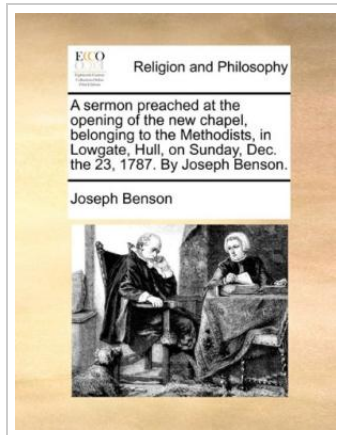 ECCO
Religion and Philosophy
A sermon preached at the
opening of the new chapel,
belonging to the Methodists, in
Lowgate, Hull, on Sunday, Dec.
the 23, 1787. By Joseph Benson.
Joseph Benson